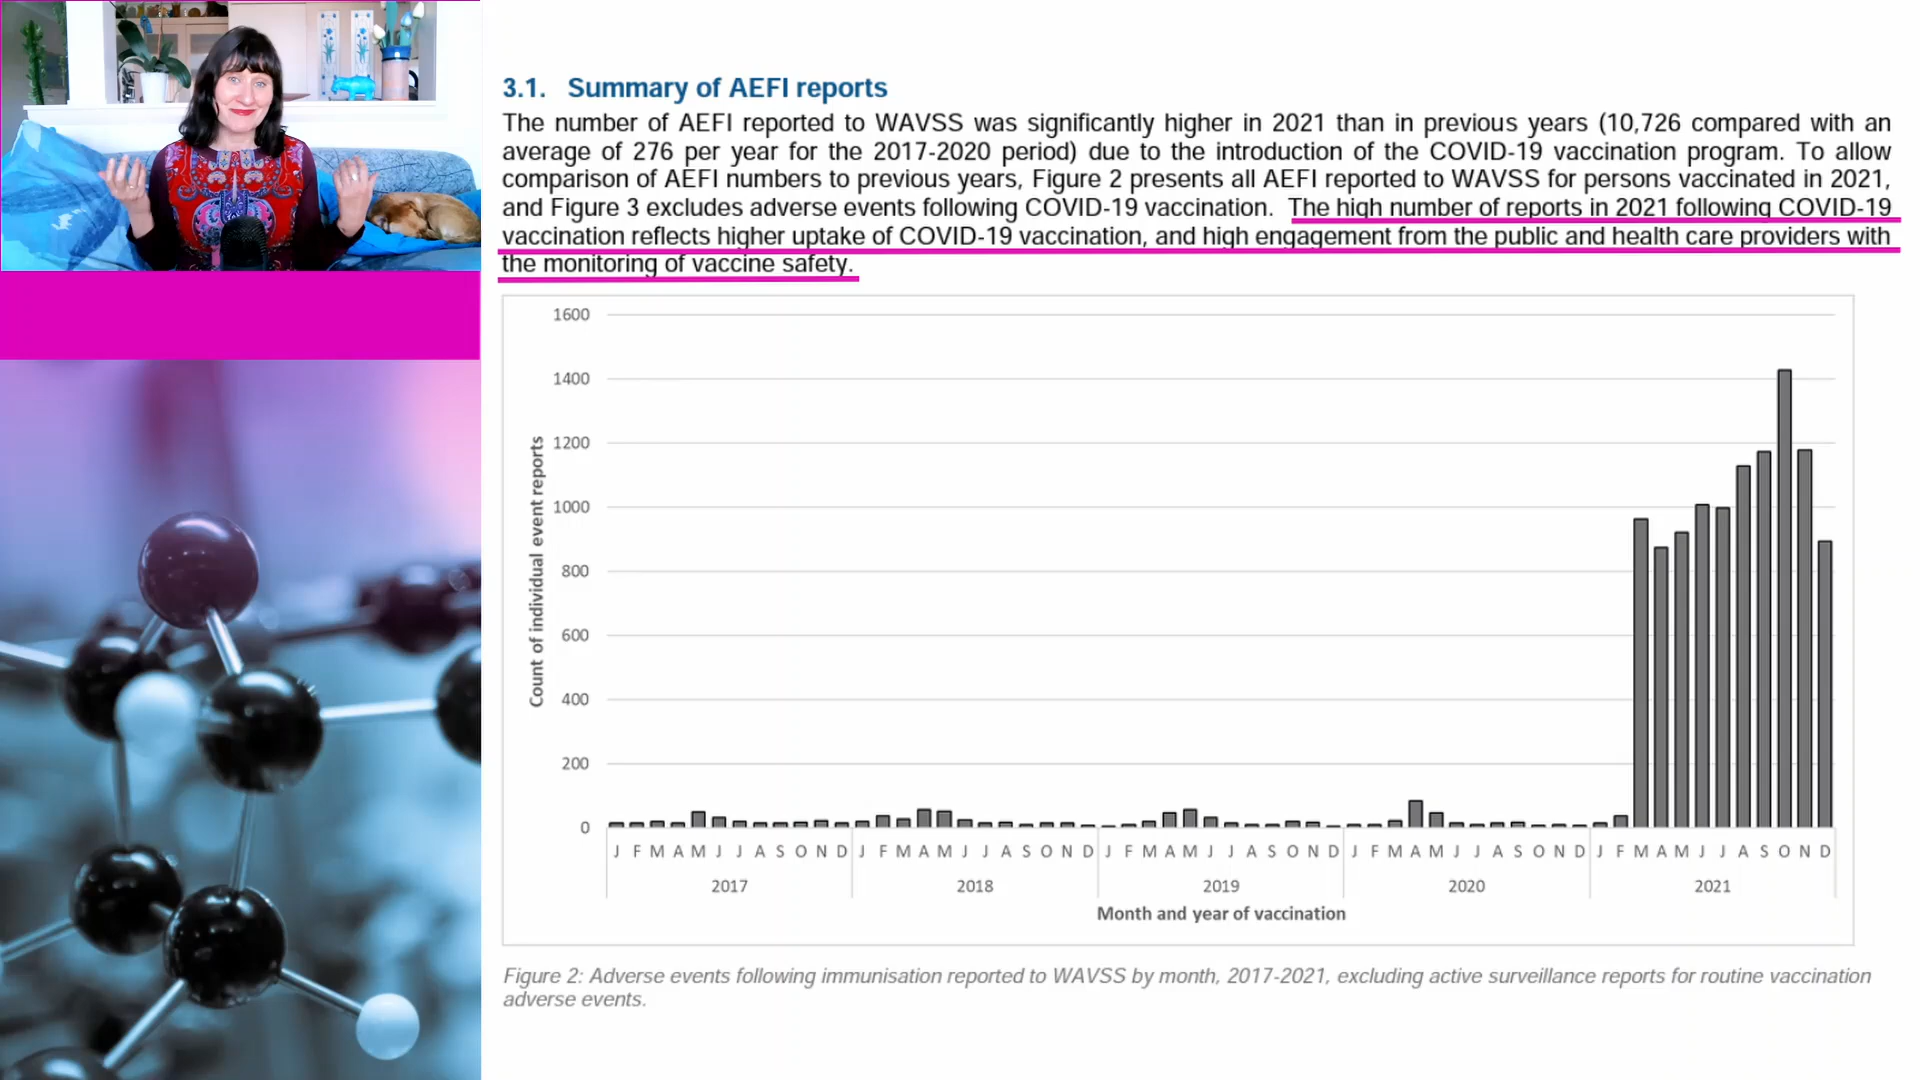 3.1. Summary of AEFI reports
The number of AEFI reported to WAVSS was significantly higher in 2021 than in previous years (10,726 compared with an
average of 276 per year for the 2017-2020 period) due to the introduction of the COVID-19 vaccination program. To allow
comparison of AEFI numbers to previous years, Figure 2 presents all AEFI reported to WAVSS for persons vaccinated in 2021,
and Figure 3 excludes adverse events following COVID-19 vaccination. The high number of reports in 2021 following COVID-19
vaccination reflects higher uptake of COVID-19 vaccination, and high engagement from the public and health care providers with
the monitoring of vaccine safety.
1600
1400
1200
1000
800
600
400
200
0
Count of individual event reports
J F M A M J J A S O N D J F M A M J J A S O N D J F M A M J J A S O N D J F M A M J J A S O N D J F M A M J J A S O N D
2017 2018 2019 2020 2021
Month and year of vaccination
Figure 2: Adverse events following immunisation reported to WAVSS by month, 2017-2021, excluding active surveillance reports for routine vaccination
adverse events.